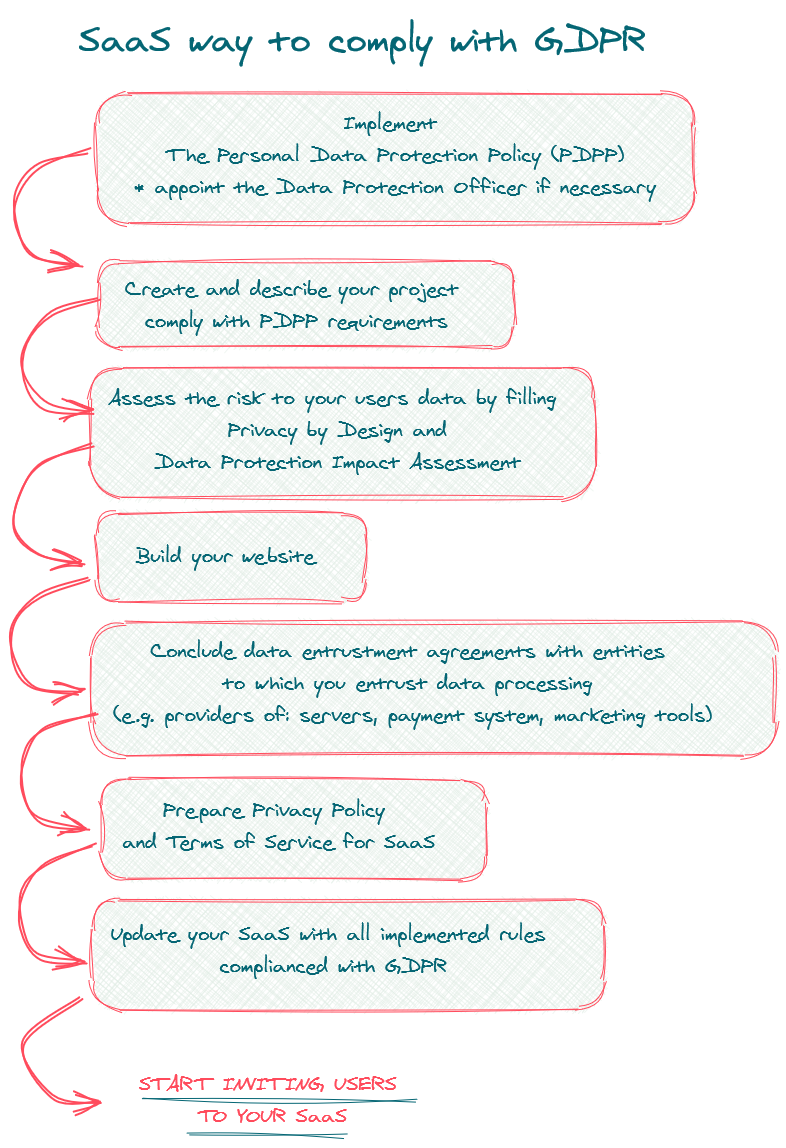 SaaS way to comply with GDPR
Implement
The Personal Data Protection Policy (PDPP)
* appoint the Data Protection Officer if necessary
Create and describe your project
comply with PDPP requirements
Assess the risk to your users data by filling
Privacy by Design and
Data Protection Impact Assessment
Build your website
Conclude data entrustment agreements with entities
to which you entrust data processing
(e.g. providers of: servers, payment system, marketing tools)
Prepare Privacy Policy
and Terms of Service for SaaS
Update your SaaS with all implemented rules
complianced with GDPR
START INVITING USERS
TO YOUR SaaS